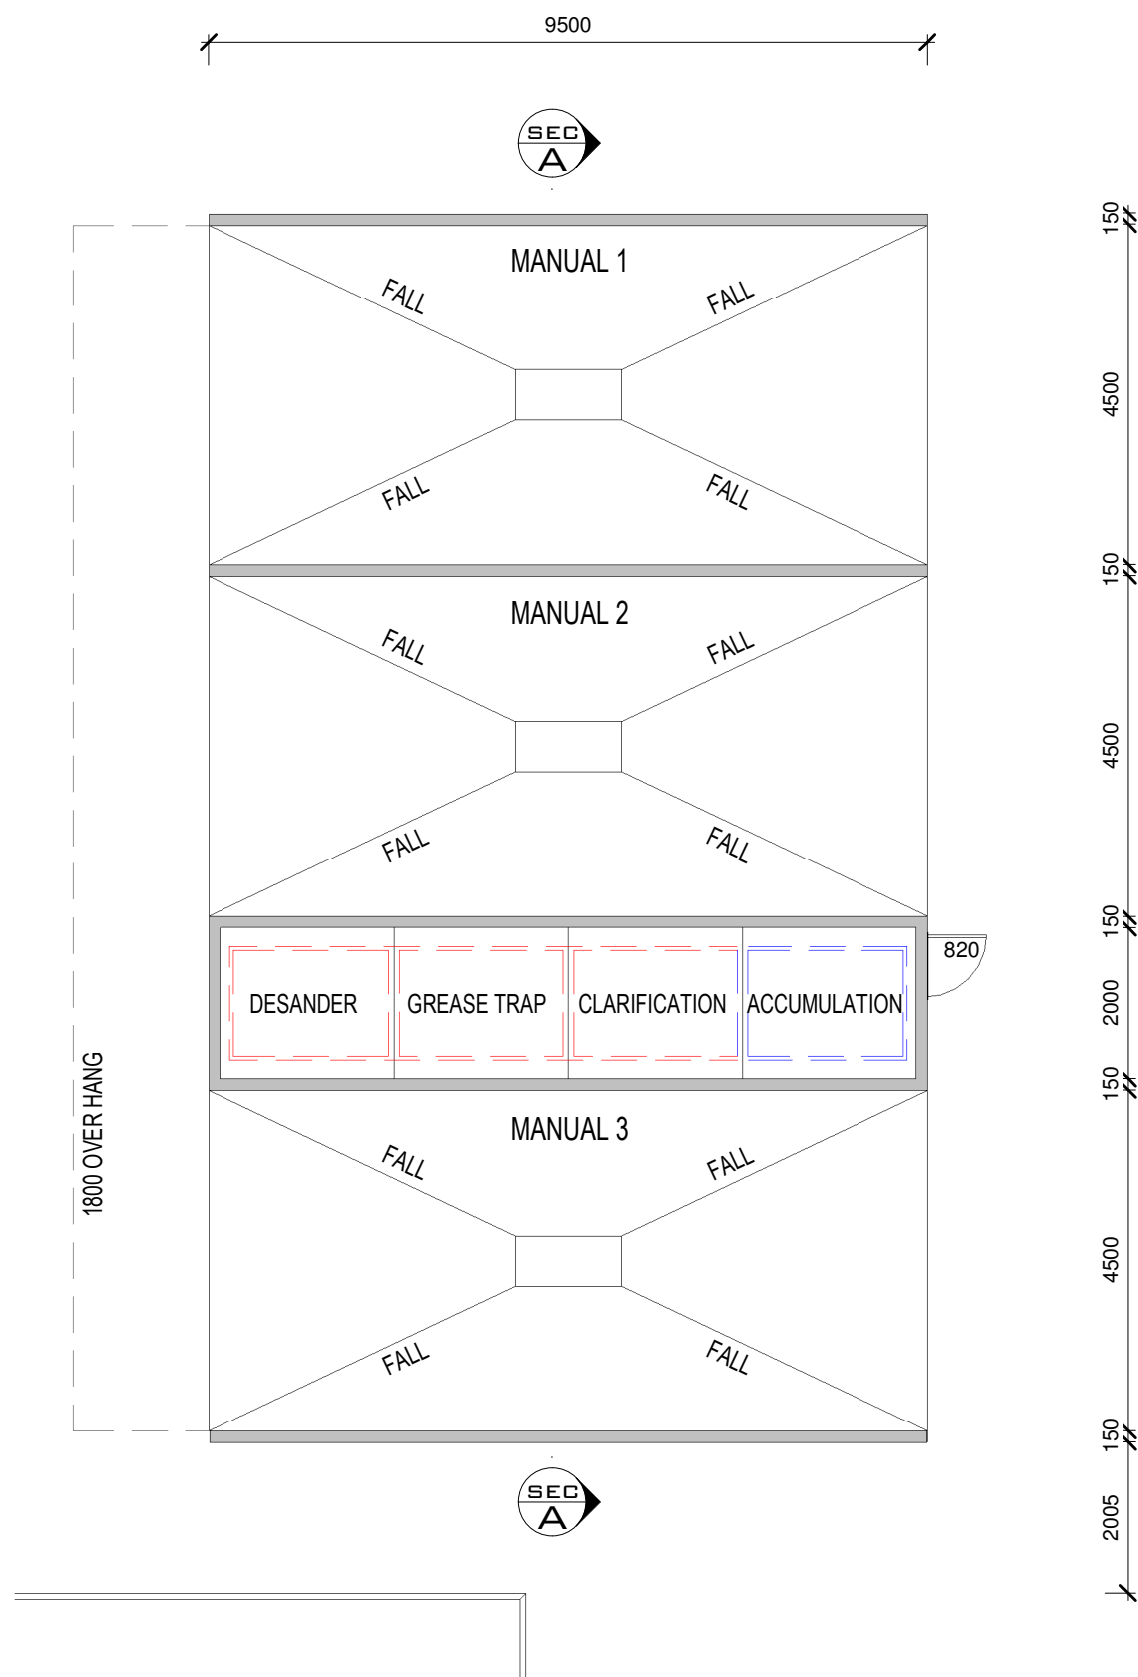 9500
SEC
A
150
MANUAL 1
FALL
FALL
4500
FALL
FALL
150
MANUAL 2
FALL
FALL
4500
FALL
FALL
150
820
DESANDER
GREASE TRAP
CLARIFICATION
ACCUMULATION
2000
150
1800 OVER HANG
MANUAL 3
FALL
FALL
4500
FALL
FALL
150
SEC
A
2005